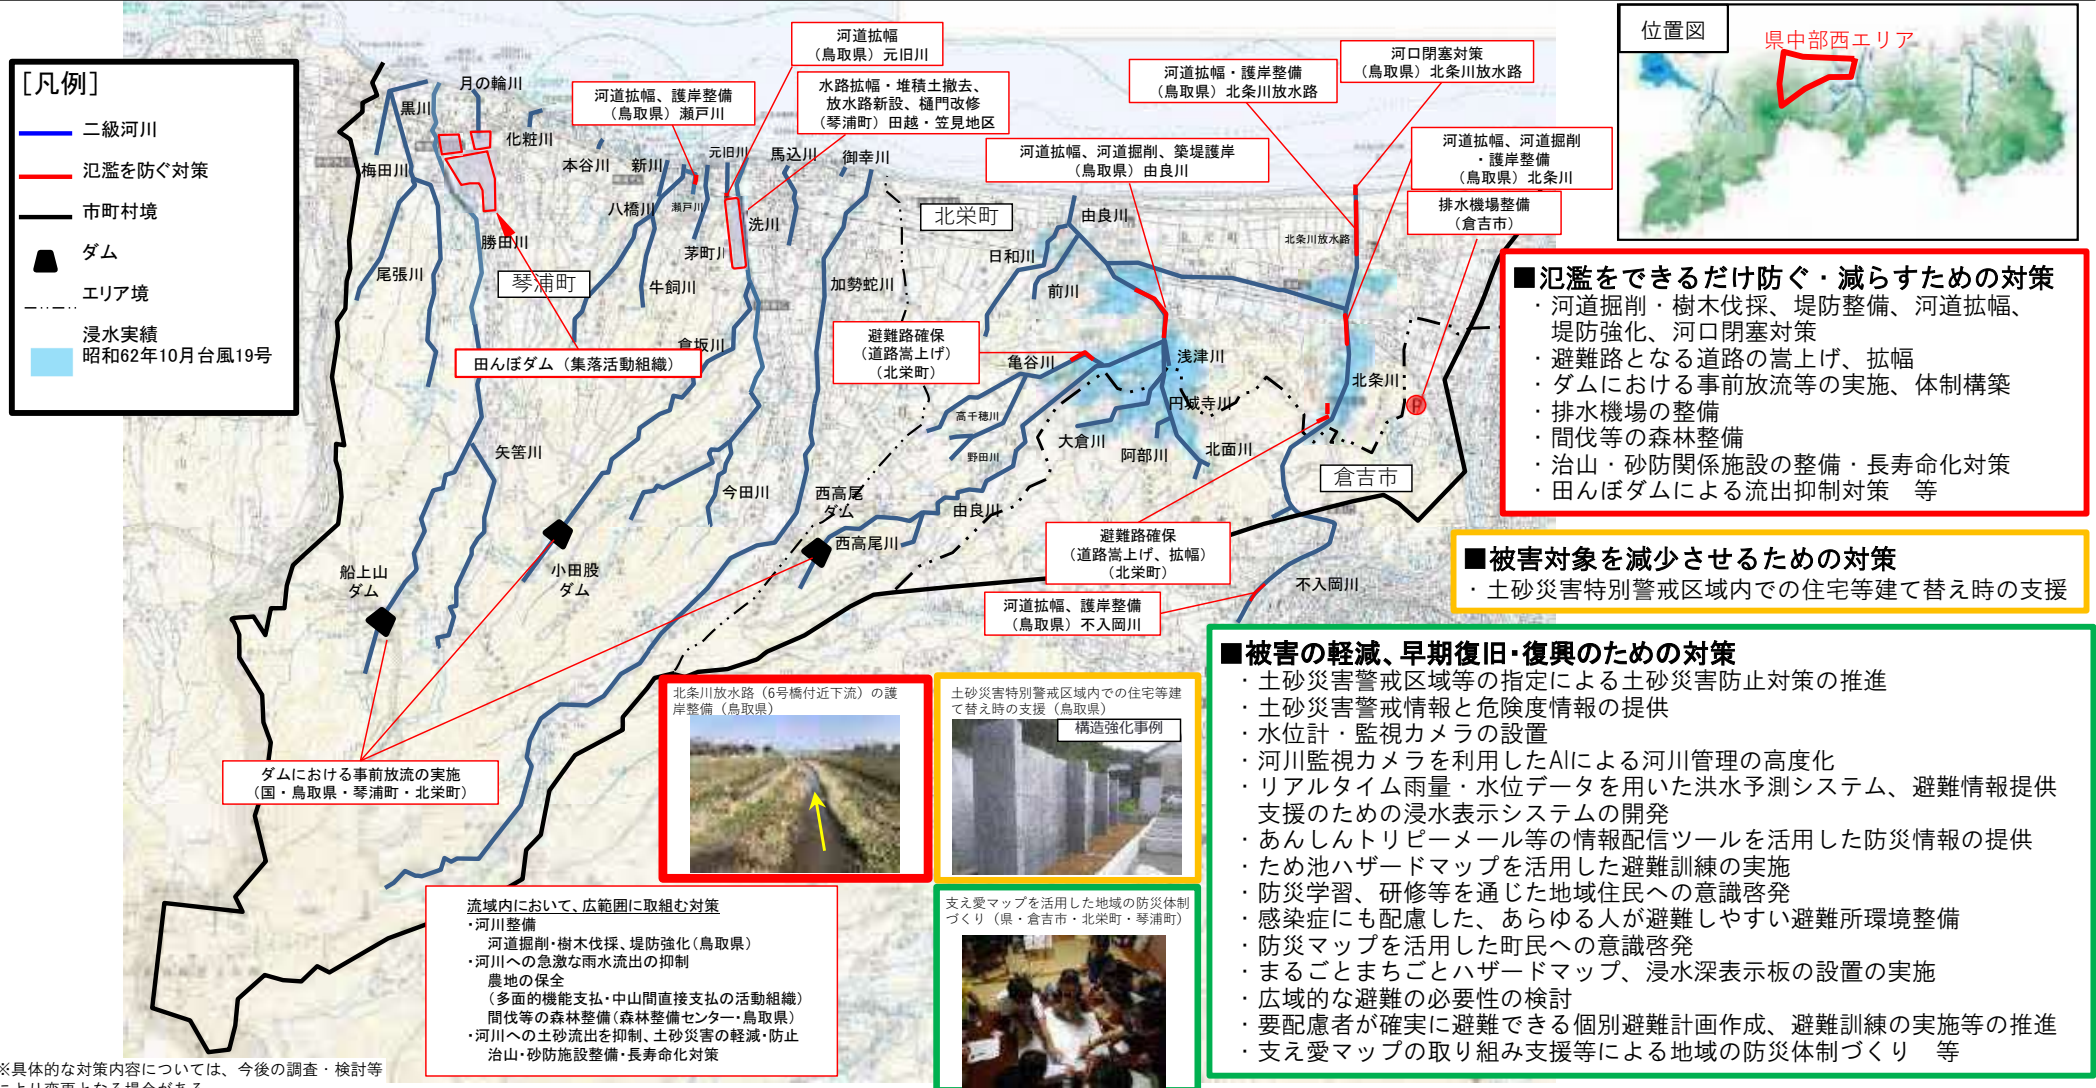 [凡例]
二級河川
氾濫を防ぐ対策
市町村境
ダム
エリア境
浸水実績
昭和62年10月台風19号
月の輪川
黒川
化粧川
梅田川
本谷川
新川
元旧川
馬込川
御幸川
八橋川
瀬戸川
洗川
勝田川
茅町川
尾張川
琴浦町
牛飼川
加勢蛇川
倉坂川
矢筈川
今田川
船上山
ダム
小田股
ダム
西高尾
ダム
西高尾川
由良川
北栄町
由良川
日和川
前川
北条川放水路
亀谷川
浅津川
高千穂川
円城寺川
野田川
大倉川
阿部川
北面川
北条川
P
倉吉市
不入岡川
河道拡幅
(鳥取県)元旧川
河道拡幅、護岸整備
(鳥取県)瀬戸川
水路拡幅・堆積土撤去、
放水路新設、樋門改修
(琴浦町)田越・笠見地区
河道拡幅・護岸整備
(鳥取県)北条川放水路
河口閉塞対策
(鳥取県)北条川放水路
河道拡幅、河道掘削、築堤護岸
(鳥取県)由良川
河道拡幅、河道掘削
・護岸整備
(鳥取県)北条川
排水機場整備
(倉吉市)
避難路確保
(道路嵩上げ)
(北栄町)
田んぼダム(集落活動組織)
避難路確保
(道路嵩上げ、拡幅)
(北栄町)
河道拡幅、護岸整備
(鳥取県)不入岡川
ダムにおける事前放流の実施
(国・鳥取県・琴浦町・北栄町)
位置図
県中部西エリア
■氾濫をできるだけ防ぐ・減らすための対策
・河道掘削・樹木伐採、堤防整備、河道拡幅、
堤防強化、河口閉塞対策
・避難路となる道路の嵩上げ、拡幅
・ダムにおける事前放流等の実施、体制構築
・排水機場の整備
・間伐等の森林整備
・治山・砂防関係施設の整備・長寿命化対策
・田んぼダムによる流出抑制対策 等
■被害対象を減少させるための対策
・土砂災害特別警戒区域内での住宅等建て替え時の支援
■被害の軽減、早期復旧・復興のための対策
・土砂災害警戒区域等の指定による土砂災害防止対策の推進
・土砂災害警戒情報と危険度情報の提供
・水位計・監視カメラの設置
・河川監視カメラを利用したAIによる河川管理の高度化
・リアルタイム雨量・水位データを用いた洪水予測システム、避難情報提供
支援のための浸水表示システムの開発
・あんしんトリピーメール等の情報配信ツールを活用した防災情報の提供
・ため池ハザードマップを活用した避難訓練の実施
・防災学習、研修等を通じた地域住民への意識啓発
・感染症にも配慮した、あらゆる人が避難しやすい避難所環境整備
・防災マップを活用した町民への意識啓発
・まるごとまちごとハザードマップ、浸水深表示板の設置の実施
・広域的な避難の必要性の検討
・要配慮者が確実に避難できる個別避難計画作成、避難訓練の実施等の推進
・支え愛マップの取り組み支援等による地域の防災体制づくり 等
北条川放水路(6号橋付近下流)の護
岸整備(鳥取県)
土砂災害特別警戒区域内での住宅等建
て替え時の支援(鳥取県)
構造強化事例
支え愛マップを活用した地域の防災体制
づくり(県・倉吉市・北栄町・琴浦町)
流域内において、広範囲に取組む対策
・河川整備
河道掘削・樹木伐採、堤防強化(鳥取県)
・河川への急激な雨水流出の抑制
農地の保全
(多面的機能支払・中山間直接支払の活動組織)
間伐等の森林整備(森林整備センター・鳥取県)
・河川への土砂流出を抑制、土砂災害の軽減・防止
治山・砂防施設整備・長寿命化対策
※具体的な対策内容については、今後の調査・検討等
により変更となる場合がある